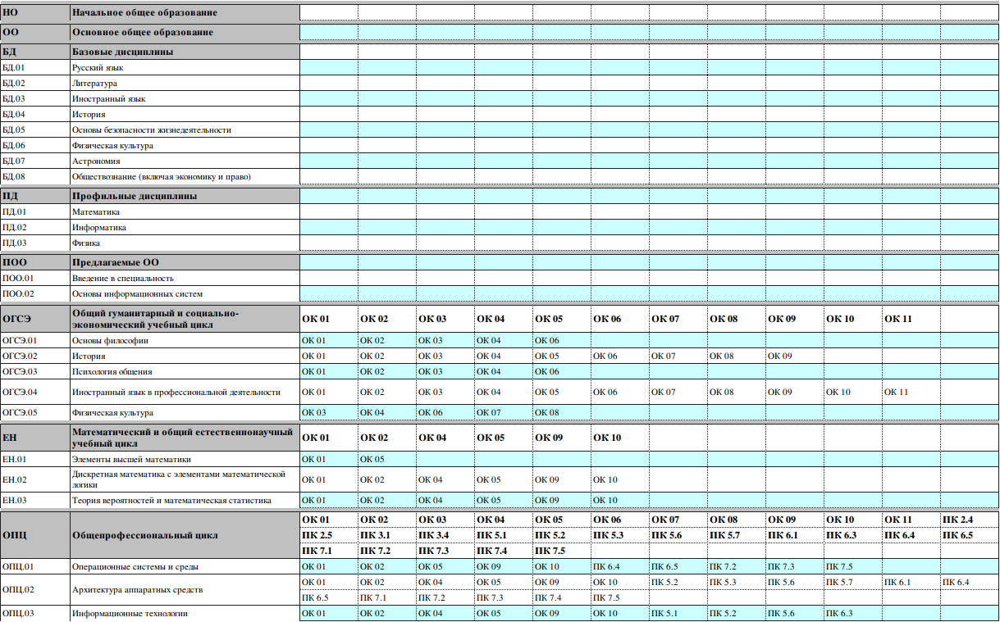 НО Начальное общее образование
ОО Основное общее образование
БД Базовые дисциплины
БД.01 Русский язык
БД.02 Литература
БД.03 Иностранный язык
БД.04 История
БД.05 Основы безопасности жизнедеятельности
БД.06 Физическая культура
БД.07 Астрономия
БД.08 Обществознание (включая экономику и право)
ПД Профильные дисциплины
ПД.01 Математика
ПД.02 Информатика
ПД.03 Физика
ПОО Предлагаемые ОО
ПОО.01 Введение в специальность
ПОО.02 Основы информационных систем
ОГСЭ Общий гуманитарный и социально-
экономический учебный цикл ОК 01 ОК 02 ОК 03 ОК 04 ОК 05 ОК 06 ОК 07 ОК 08 ОК 09 ОК 10 ОК 11
ОГСЭ.01 Основы философии ОК 01 ОК 02 ОК 03 ОК 04 ОК 06
ОГСЭ.02 История ОК 01 ОК 02 ОК 03 ОК 04 ОК 05 ОК 06 ОК 07 ОК 08 ОК 09
ОГСЭ.03 Психология общения ОК 01 ОК 02 ОК 03 ОК 04 ОК 06
ОГСЭ.04 Иностранный язык в профессиональной деятельности ОК 01 ОК 02 ОК 03 ОК 04 ОК 05 ОК 06 ОК 07 ОК 08 ОК 09 ОК 10 ОК 11
ОГСЭ.05 Физическая культура ОК 03 ОК 04 ОК 06 ОК 07 ОК 08
ЕН Математический и общий естественнонаучный
учебный цикл ОК 01 ОК 02 ОК 04 ОК 05 ОК 09 ОК 10
ЕН.01 Элементы высшей математики ОК 01 ОК 05
ЕН.02 Дискретная математика с элементами математической
логики ОК 01 ОК 02 ОК 04 ОК 05 ОК 09 ОК 10
ЕН.03 Теория вероятностей и математическая статистика ОК 01 ОК 02 ОК 04 ОК 05 ОК 09 ОК 10
ОПЦ Общепрофессиональный цикл ОК 01 ОК 02 ОК 03 ОК 04 ОК 05 ОК 06 ОК 07 ОК 08 ОК 09 ОК 10 ОК 11 ПК 2.4
ПК 2.5 ПК 3.1 ПК 3.4 ПК 5.1 ПК 5.2 ПК 5.3 ПК 5.6 ПК 5.7 ПК 6.1 ПК 6.3 ПК 6.4 ПК 6.5
ПК 7.1 ПК 7.2 ПК 7.3 ПК 7.4 ПК 7.5
ОПЦ.01 Операционные системы и среды ОК 01 ОК 02 ОК 05 ОК 09 ОК 10 ПК 6.4 ПК 6.5 ПК 7.2 ПК 7.3 ПК 7.5
ОПЦ.02 Архитектура аппаратных средств ОК 01 ОК 02 ОК 04 ОК 05 ОК 09 ОК 10 ПК 5.2 ПК 5.3 ПК 5.6 ПК 5.7 ПК 6.1 ПК 6.4
ПК 6.5 ПК 7.1 ПК 7.2 ПК 7.3 ПК 7.4 ПК 7.5
ОПЦ.03 Информационные технологии ОК 01 ОК 02 ОК 04 ОК 05 ОК 09 ОК 10 ПК 5.1 ПК 5.2 ПК 5.6 ПК 6.3